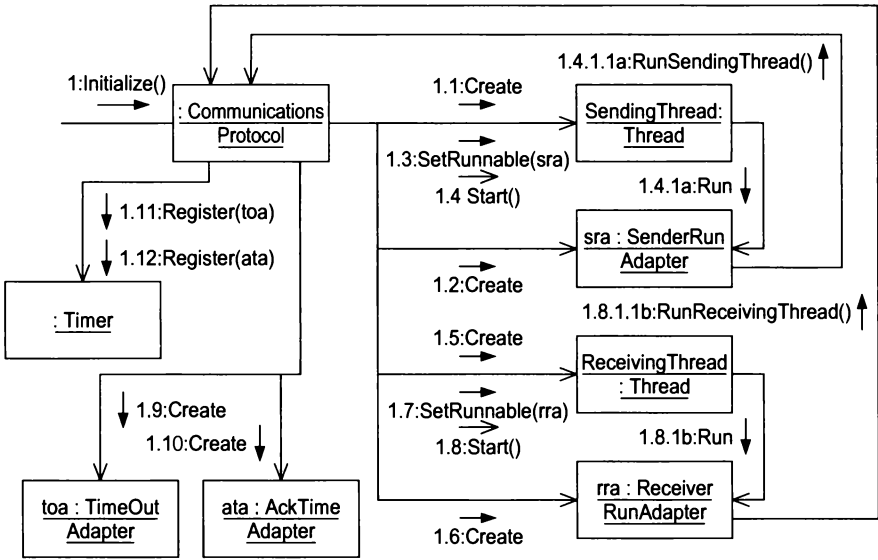 1:Initialize()
: Communications
Protocol
1.1:Create
1.4.1.1a:RunSendingThread()
SendingThread:
Thread
1.3:SetRunnable(sra)
1.4 Start()
1.4.1a:Run
1.11:Register(toa)
1.12:Register(ata)
sra : SenderRun
Adapter
1.2:Create
: Timer
1.8.1.1b:RunReceivingThread()
1.5:Create
ReceivingThread
: Thread
1.7:SetRunnable(rra)
1.8:Start()
1.8.1b:Run
1.9:Create
1.10:Create
toa : TimeOut
Adapter
ata : AckTime
Adapter
rra : Receiver
RunAdapter
1.6:Create